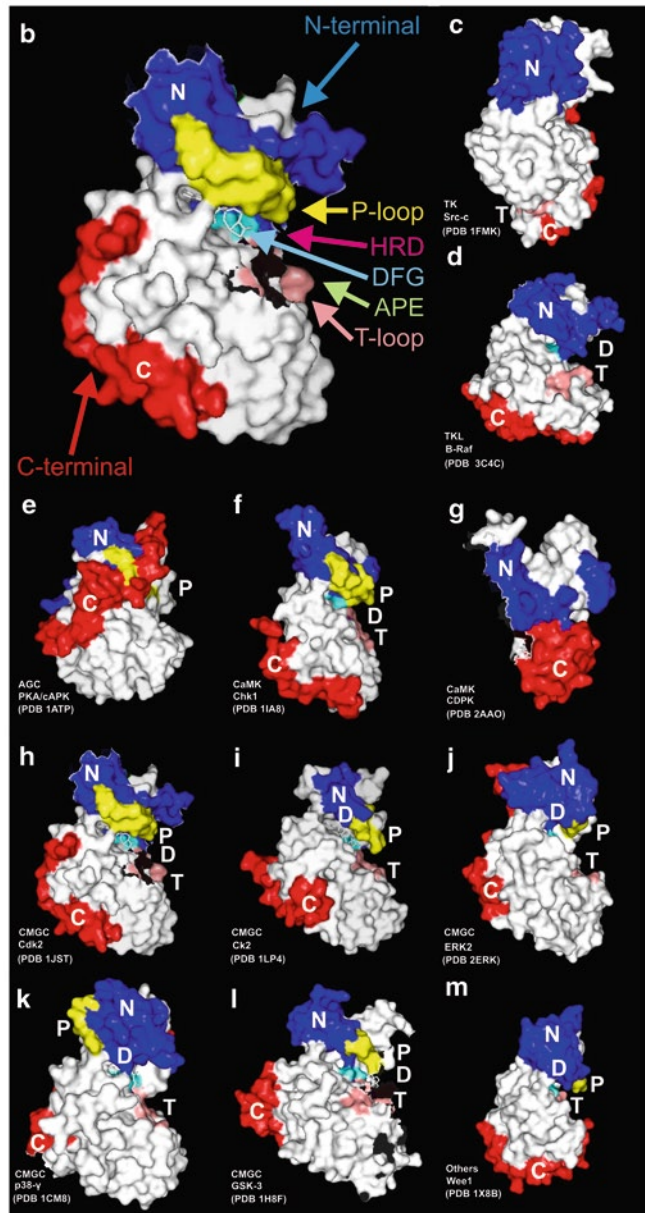 b
N-terminal
N
P-loop
HRD
DFG
APE
T-loop
C
C-terminal
c
N
T
C
TK
Src-c
(PDB 1FMK)
d
N
D
T
C
TKL
B-Raf
(PDB 3C4C)
e
N
C
P
AGC
PKA/cAPK
(PDB 1ATP)
f
N
P
D
T
C
CaMK
Chk1
(PDB 1IA8)
g
N
C
CaMK
CDPK
(PDB 2AAO)
h
N
P
D
T
C
CMGC
Cdk2
(PDB 1JST)
i
N
D
P
T
C
CMGC
Ck2
(PDB 1LP4)
j
N
D
P
T
C
CMGC
ERK2
(PDB 2ERK)
k
N
P
D
T
C
CMGC
p38-γ
(PDB 1CM8)
l
N
P
D
T
C
CMGC
GSK-3
(PDB 1H8F)
m
N
D
P
T
C
Others
Wee1
(PDB 1X8B)